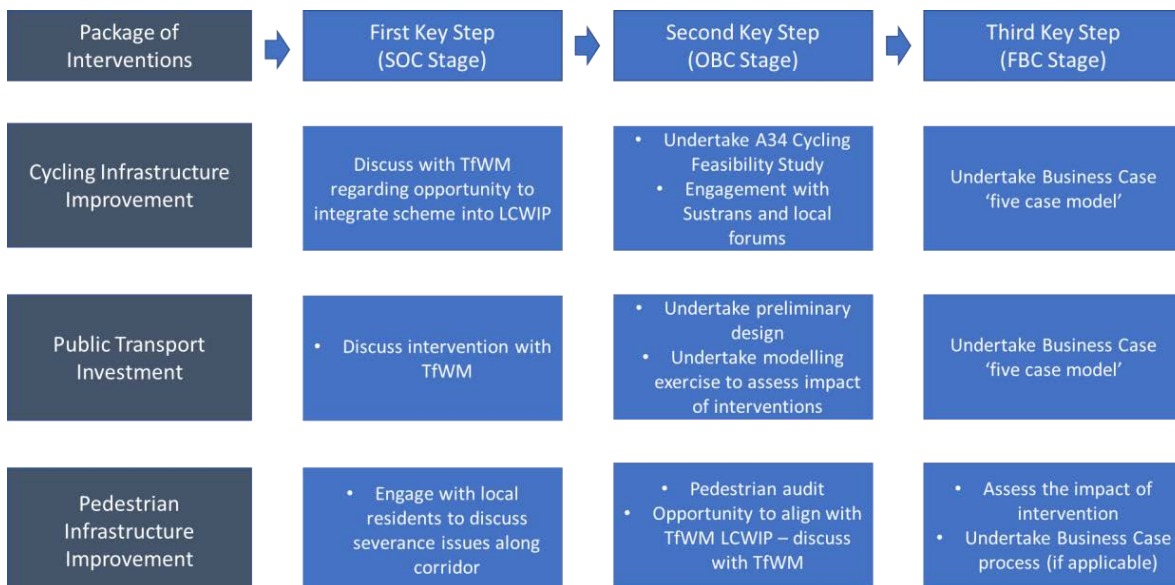 Package of
Interventions
First Key Step
(SOC Stage)
Second Key Step
(OBC Stage)
Third Key Step
(FBC Stage)
Cycling Infrastructure
Improvement
Discuss with TfWM
regarding opportunity to
integrate scheme into LCWIP
• Undertake A34 Cycling
Feasibility Study
• Engagement with
Sustrans and local
forums
Undertake Business Case
‘five case model’
Public Transport
Investment
• Discuss intervention with
TfWM
• Undertake preliminary
design
• Undertake modelling
exercise to assess impact
of interventions
Undertake Business Case
‘five case model’
Pedestrian
Infrastructure
Improvement
• Engage with local
residents to discuss
severance issues along
corridor
• Pedestrian audit
• Opportunity to align with
TfWM LCWIP – discuss
with TfWM
• Assess the impact of
intervention
• Undertake Business Case
process (if applicable)